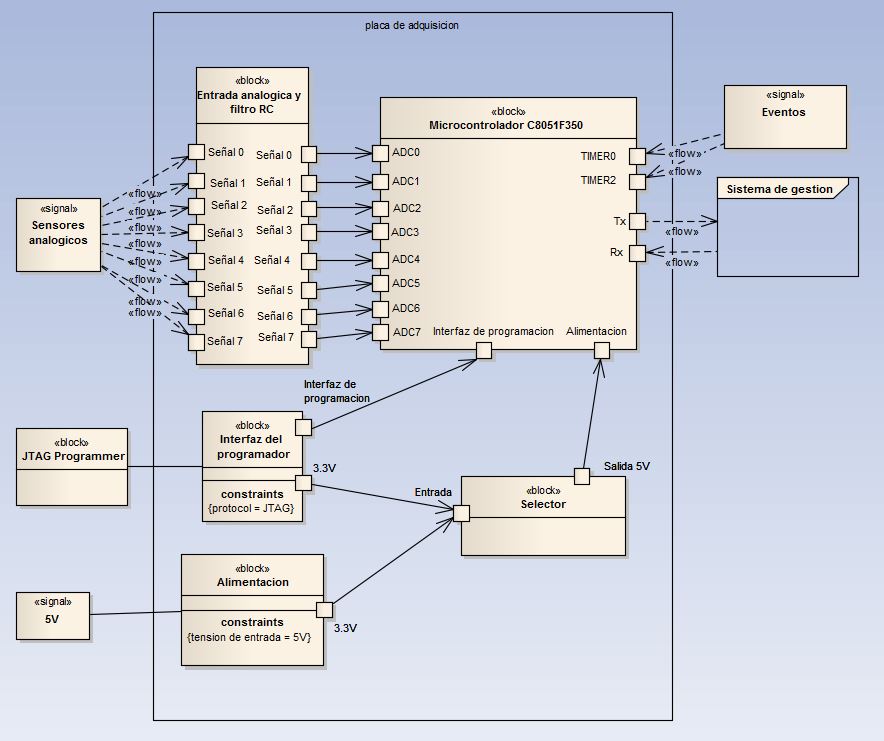 placa de adquisicion
«block»
Entrada analogica y
filtro RC
Señal 0
Señal 1
Señal 2
Señal 3
Señal 4
Señal 5
Señal 6
Señal 7
Señal 0
Señal 1
Señal 2
Señal 3
Señal 4
Señal 5
Señal 6
Señal 7
«block»
Microcontrolador C8051F350
ADC0
ADC1
ADC2
ADC3
ADC4
ADC5
ADC6
ADC7
TIMER0
TIMER2
Tx
Rx
Interfaz de programacion
Alimentacion
«signal»
Eventos
«flow»
«flow»
Sistema de gestion
«flow»
«flow»
«signal»
Sensores
analogicos
«flow»
«flow»
«flow»
«flow»
«flow»
«flow»
«flow»
Interfaz de
programacion
«block»
JTAG Programmer
«block»
Interfaz del
programador
constraints
{protocol = JTAG}
3.3V
Entrada
Salida 5V
«block»
Selector
«block»
Alimentacion
constraints
{tension de entrada = 5V}
3.3V
«signal»
5V